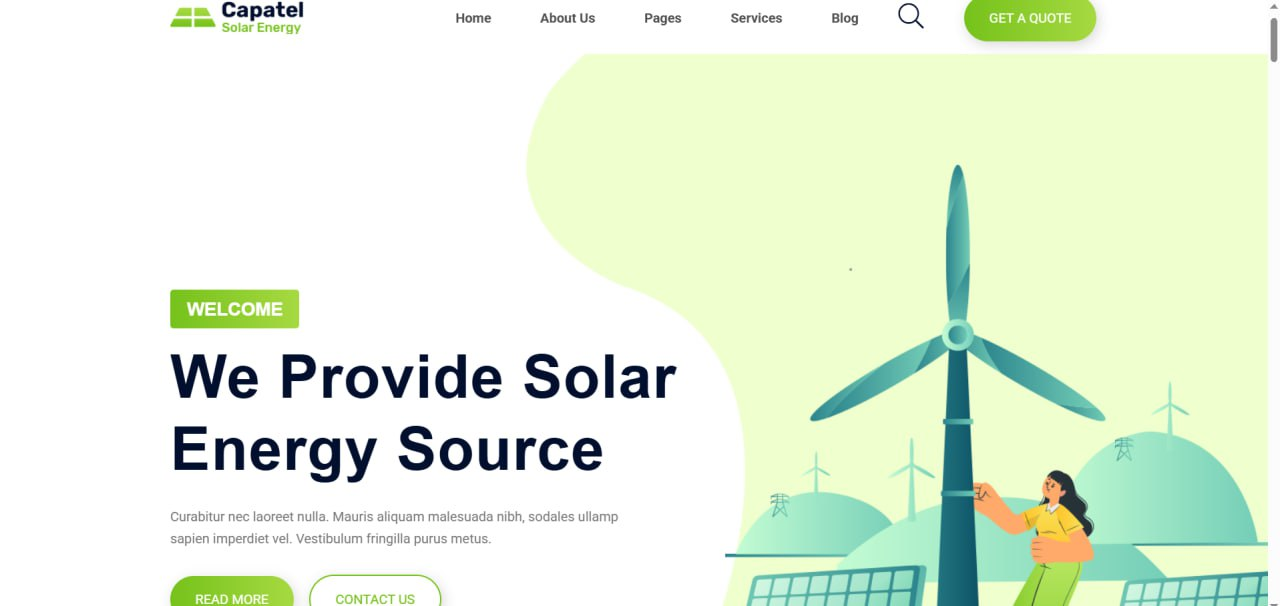 Capatel
Solar Energy
Home
About Us
Pages
Services
Blog
GET A QUOTE
WELCOME
We Provide Solar
Energy Source
Curabitur nec laoreet nulla. Mauris aliquam malesuada nibh, sodales ullamp
sapien imperdiet vel. Vestibulum fringilla purus metus.
READ MORE
CONTACT US